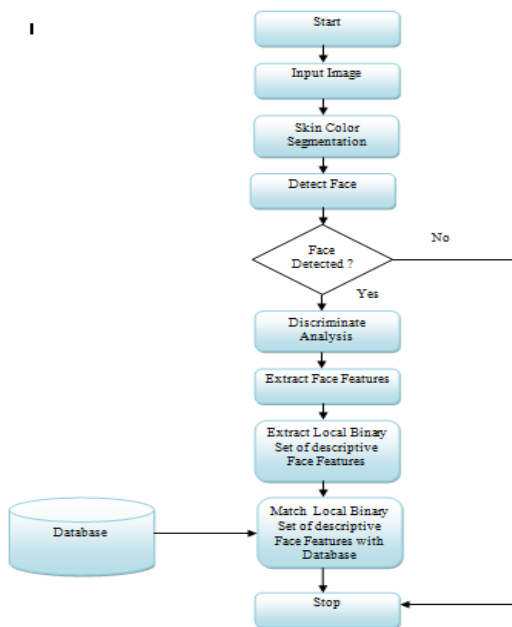 I
Start
Input Image
Skin Color
Segmentation
Detect Face
No
Face
Detected ?
Yes
Discriminate
Analysis
Extract Face Features
Extract Local Binary
Set of descriptive
Face Features
Match Local Binary
Set of descriptive
Face Features with
Database
Database
Stop